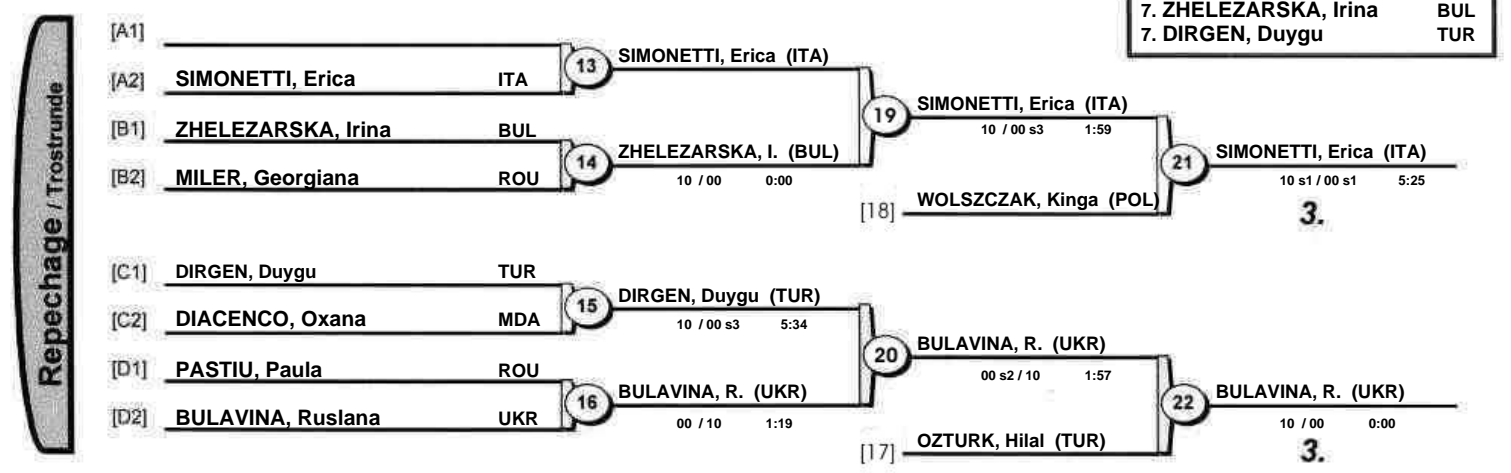 7. ZHELEZARSKA, Irina BUL
7. DIRGEN, Duygu TUR
Repechage / Trostrunde
[A1]
[A2] SIMONETTI, Erica ITA
13
SIMONETTI, Erica (ITA)
[B1] ZHELEZARSKA, Irina BUL
[B2] MILER, Georgiana ROU
14
ZHELEZARSKA, I. (BUL)
10 / 00 0:00
19
SIMONETTI, Erica (ITA)
10 / 00 s3 1:59
[18] WOLSZCZAK, Kinga (POL)
21
SIMONETTI, Erica (ITA)
10 s1 / 00 s1 5:25
3.
[C1] DIRGEN, Duygu TUR
[C2] DIACENCO, Oxana MDA
15
DIRGEN, Duygu (TUR)
10 / 00 s3 5:34
[D1] PASTIU, Paula ROU
[D2] BULAVINA, Ruslana UKR
16
BULAVINA, R. (UKR)
00 / 10 1:19
20
BULAVINA, R. (UKR)
00 s2 / 10 1:57
[17] OZTURK, Hilal (TUR)
22
BULAVINA, R. (UKR)
10 / 00 0:00
3.